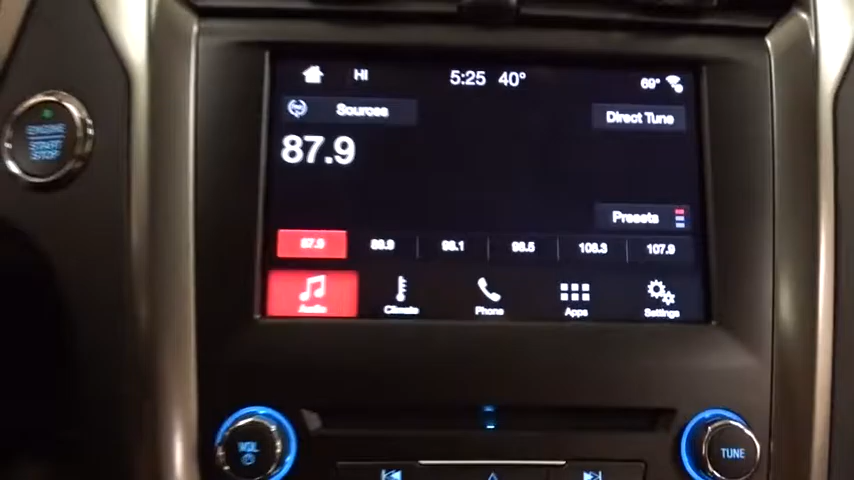 HI 5:25 40° 69°
Sources Direct Tune
87.9
Presets
87.9 89.9 98.1 98.5 106.3 107.9
Audio Climate Phone Apps Settings
ENGINE
START
STOP
VOL
TUNE